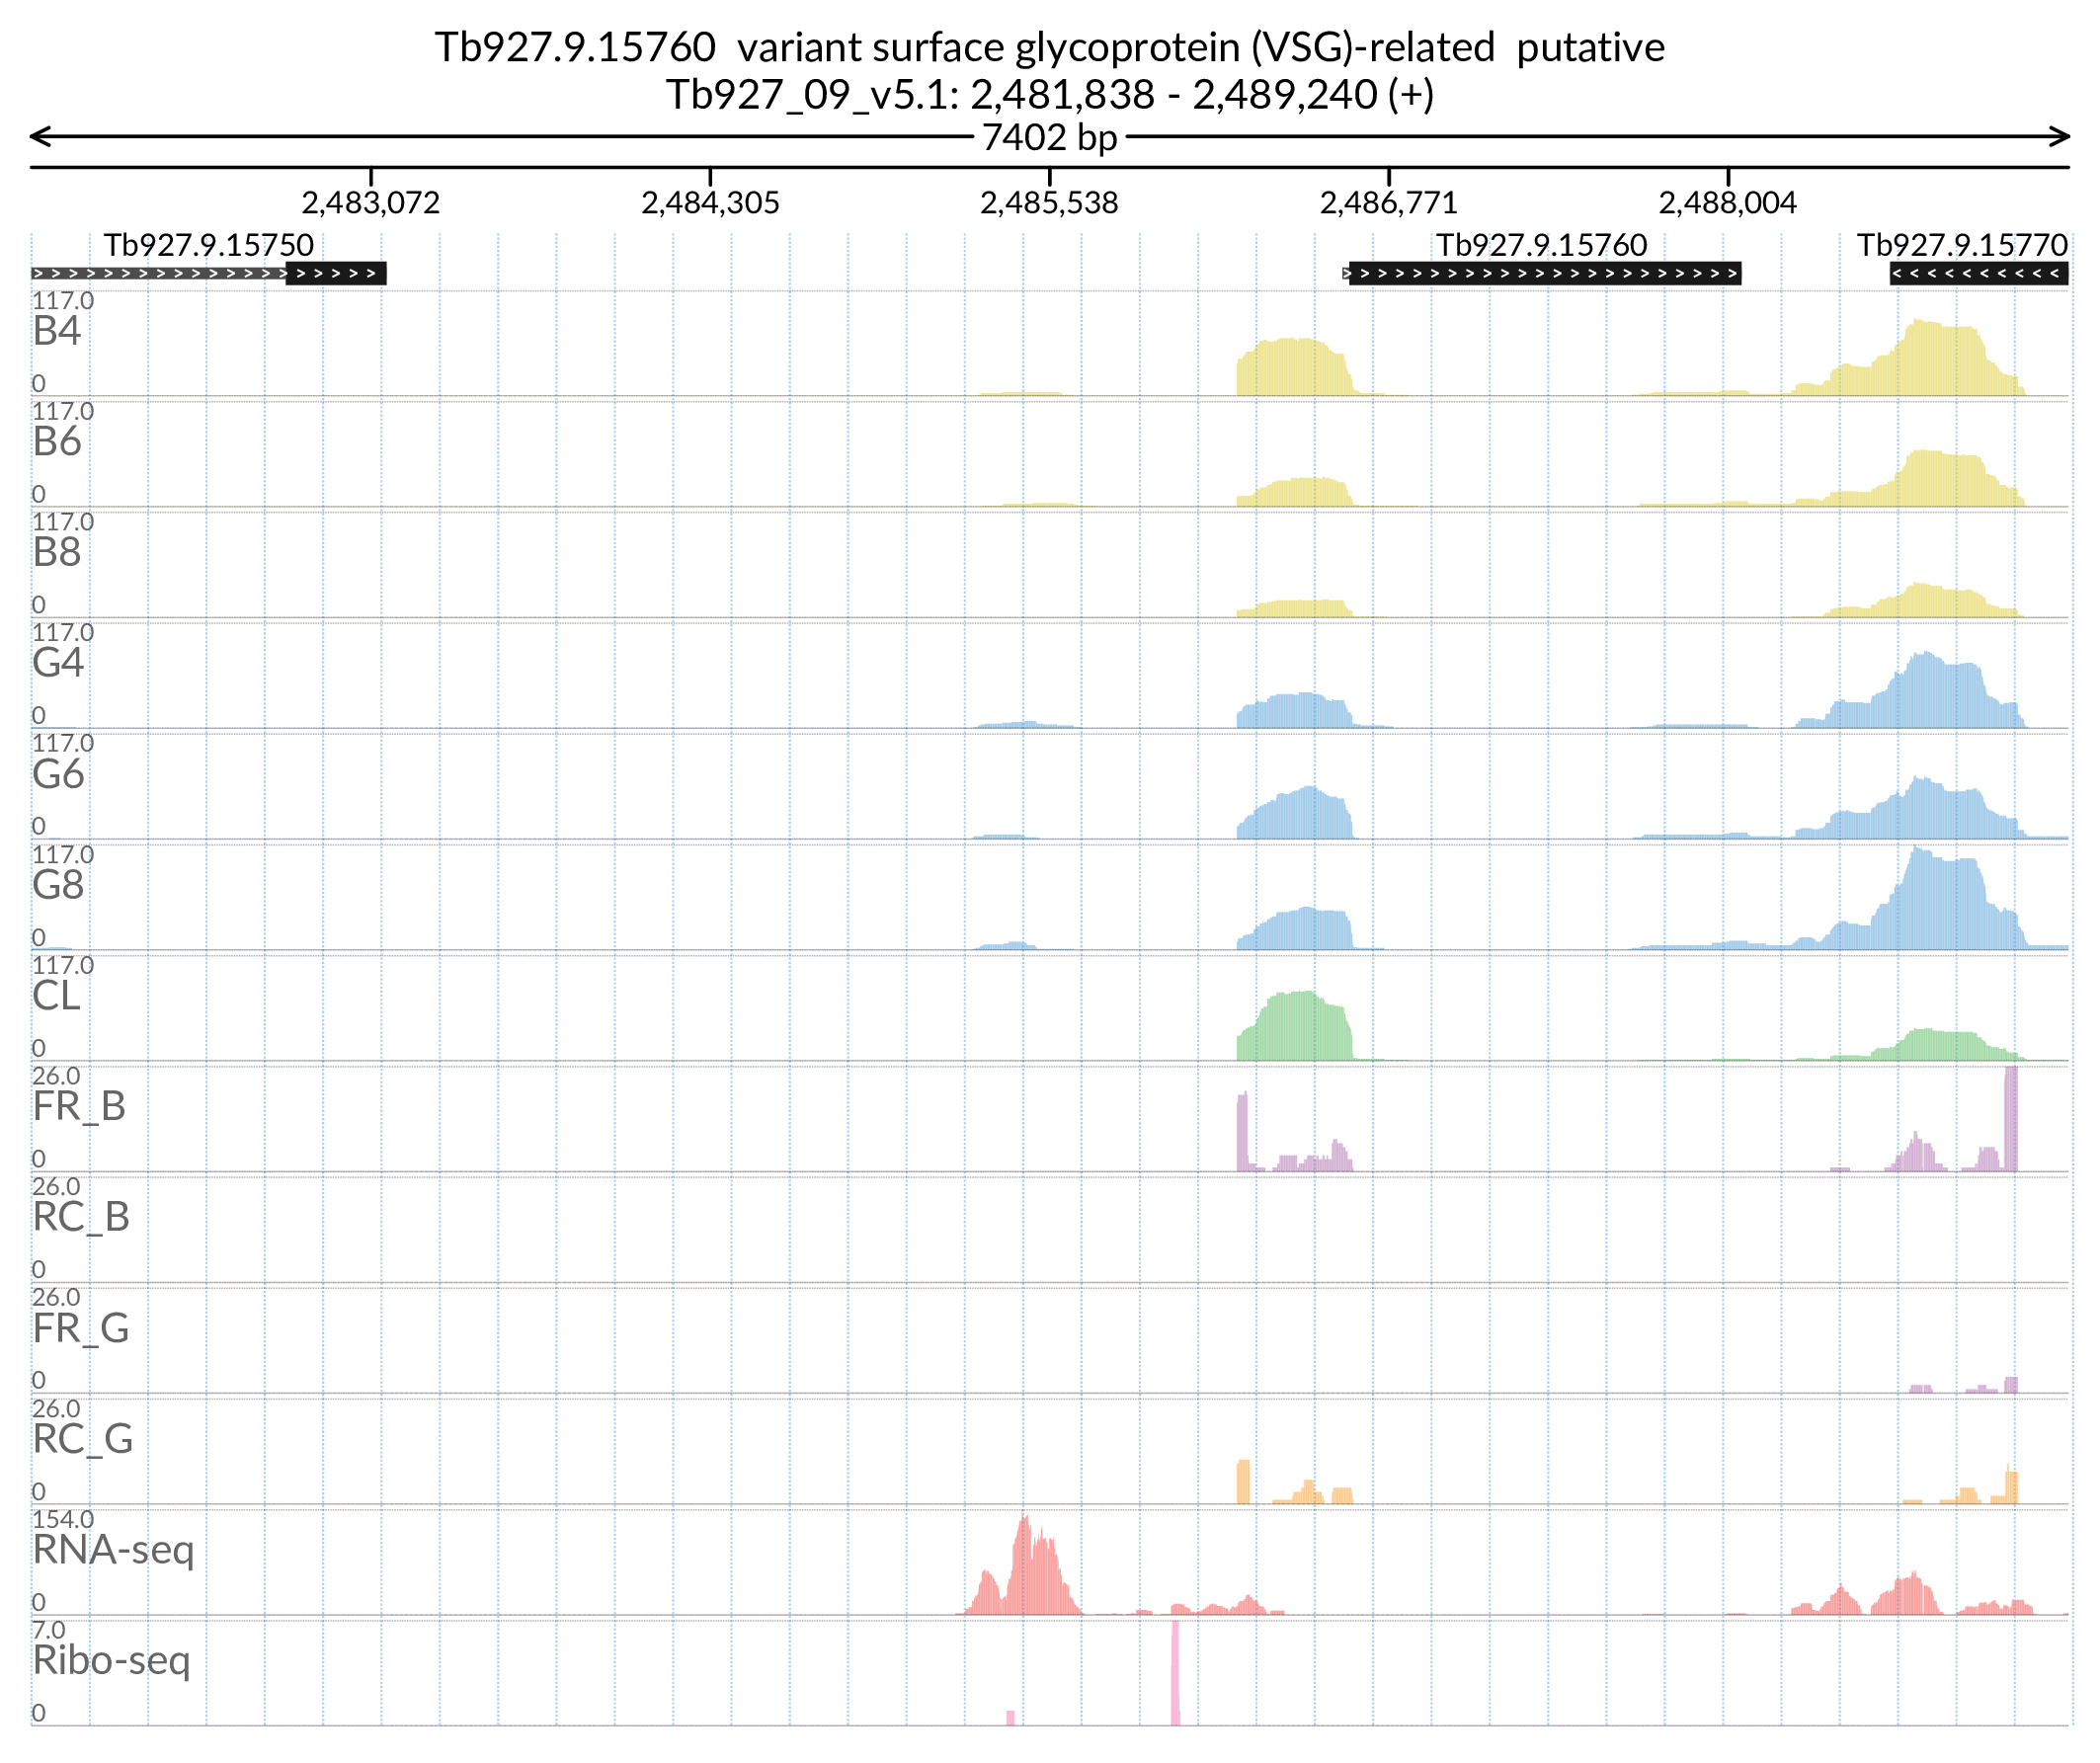 Tb927.9.15760  variant surface glycoprotein (VSG)-related  putative
Tb927_09_v5.1: 2,481,838 - 2,489,240 (+)
7402 bp
2,483,072 2,484,305 2,485,538 2,486,771 2,488,004
Tb927.9.15750 Tb927.9.15760 Tb927.9.15770
117.0
B4
0
117.0
B6
0
117.0
B8
0
117.0
G4
0
117.0
G6
0
117.0
G8
0
117.0
CL
0
26.0
FR_B
0
26.0
RC_B
0
26.0
FR_G
0
26.0
RC_G
0
154.0
RNA-seq
0
7.0
Ribo-seq
0